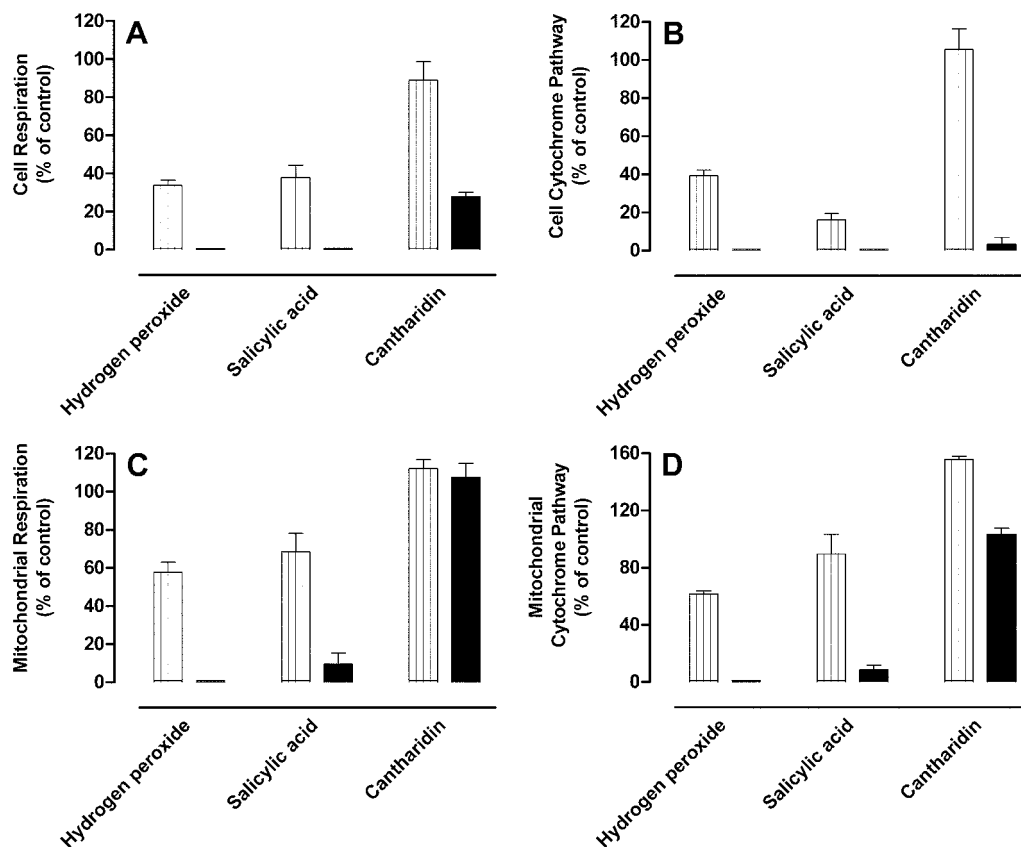 A
Cell Respiration
(% of control)
120
100
80
60
40
20
0
Hydrogen peroxide
Salicylic acid
Cantharidin
B
Cell Cytochrome Pathway
(% of control)
120
100
80
60
40
20
0
Hydrogen peroxide
Salicylic acid
Cantharidin
C
Mitochondrial Respiration
(% of control)
120
100
80
60
40
20
0
Hydrogen peroxide
Salicylic acid
Cantharidin
D
Mitochondrial
Cytochrome Pathway
(% of control)
160
120
80
40
0
Hydrogen peroxide
Salicylic acid
Cantharidin